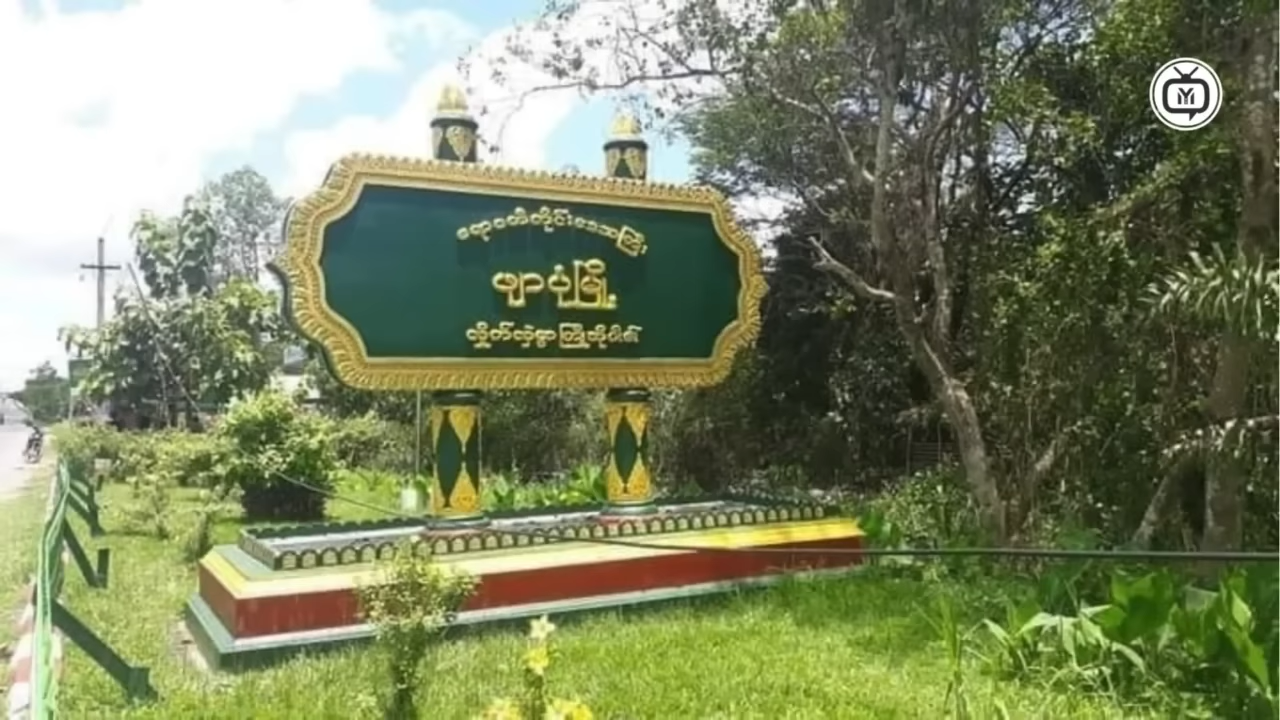 ဧရာဝတီတိုင်းဒေသကြီး
ဖျာပုံမြို့
လှိုက်လှဲစွာကြိုဆိုပါ၏